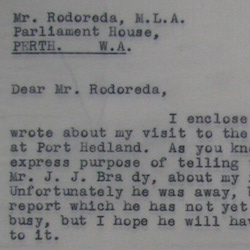 Mr. Rodoreda, M.L.A.
Parliament House,
PERTH. W.A.
Dear Mr. Rodoreda,
I enclose
wrote about my visit to the
at Port Hedland. As you kn
express purpose of telling
Mr. J. J. Bra dy, about my
Unfortunately he was away,
report which he has not yet
busy, but I hope he will hav
to it.